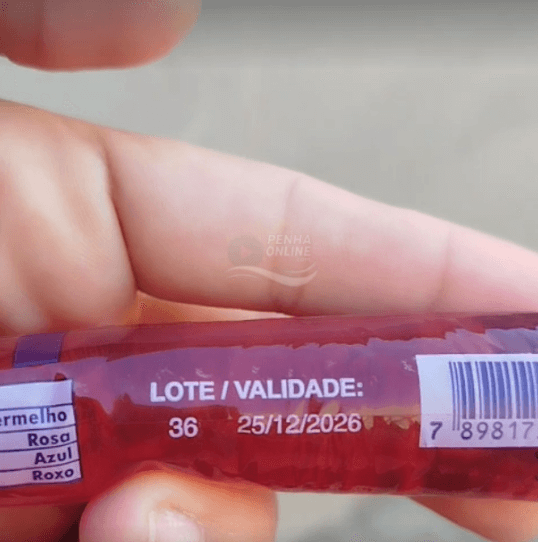 PENHA
ONLINE
LOTE / VALIDADE:
36 25/12/2026
ermelho
Rosa
Azul
Roxo
7 89817